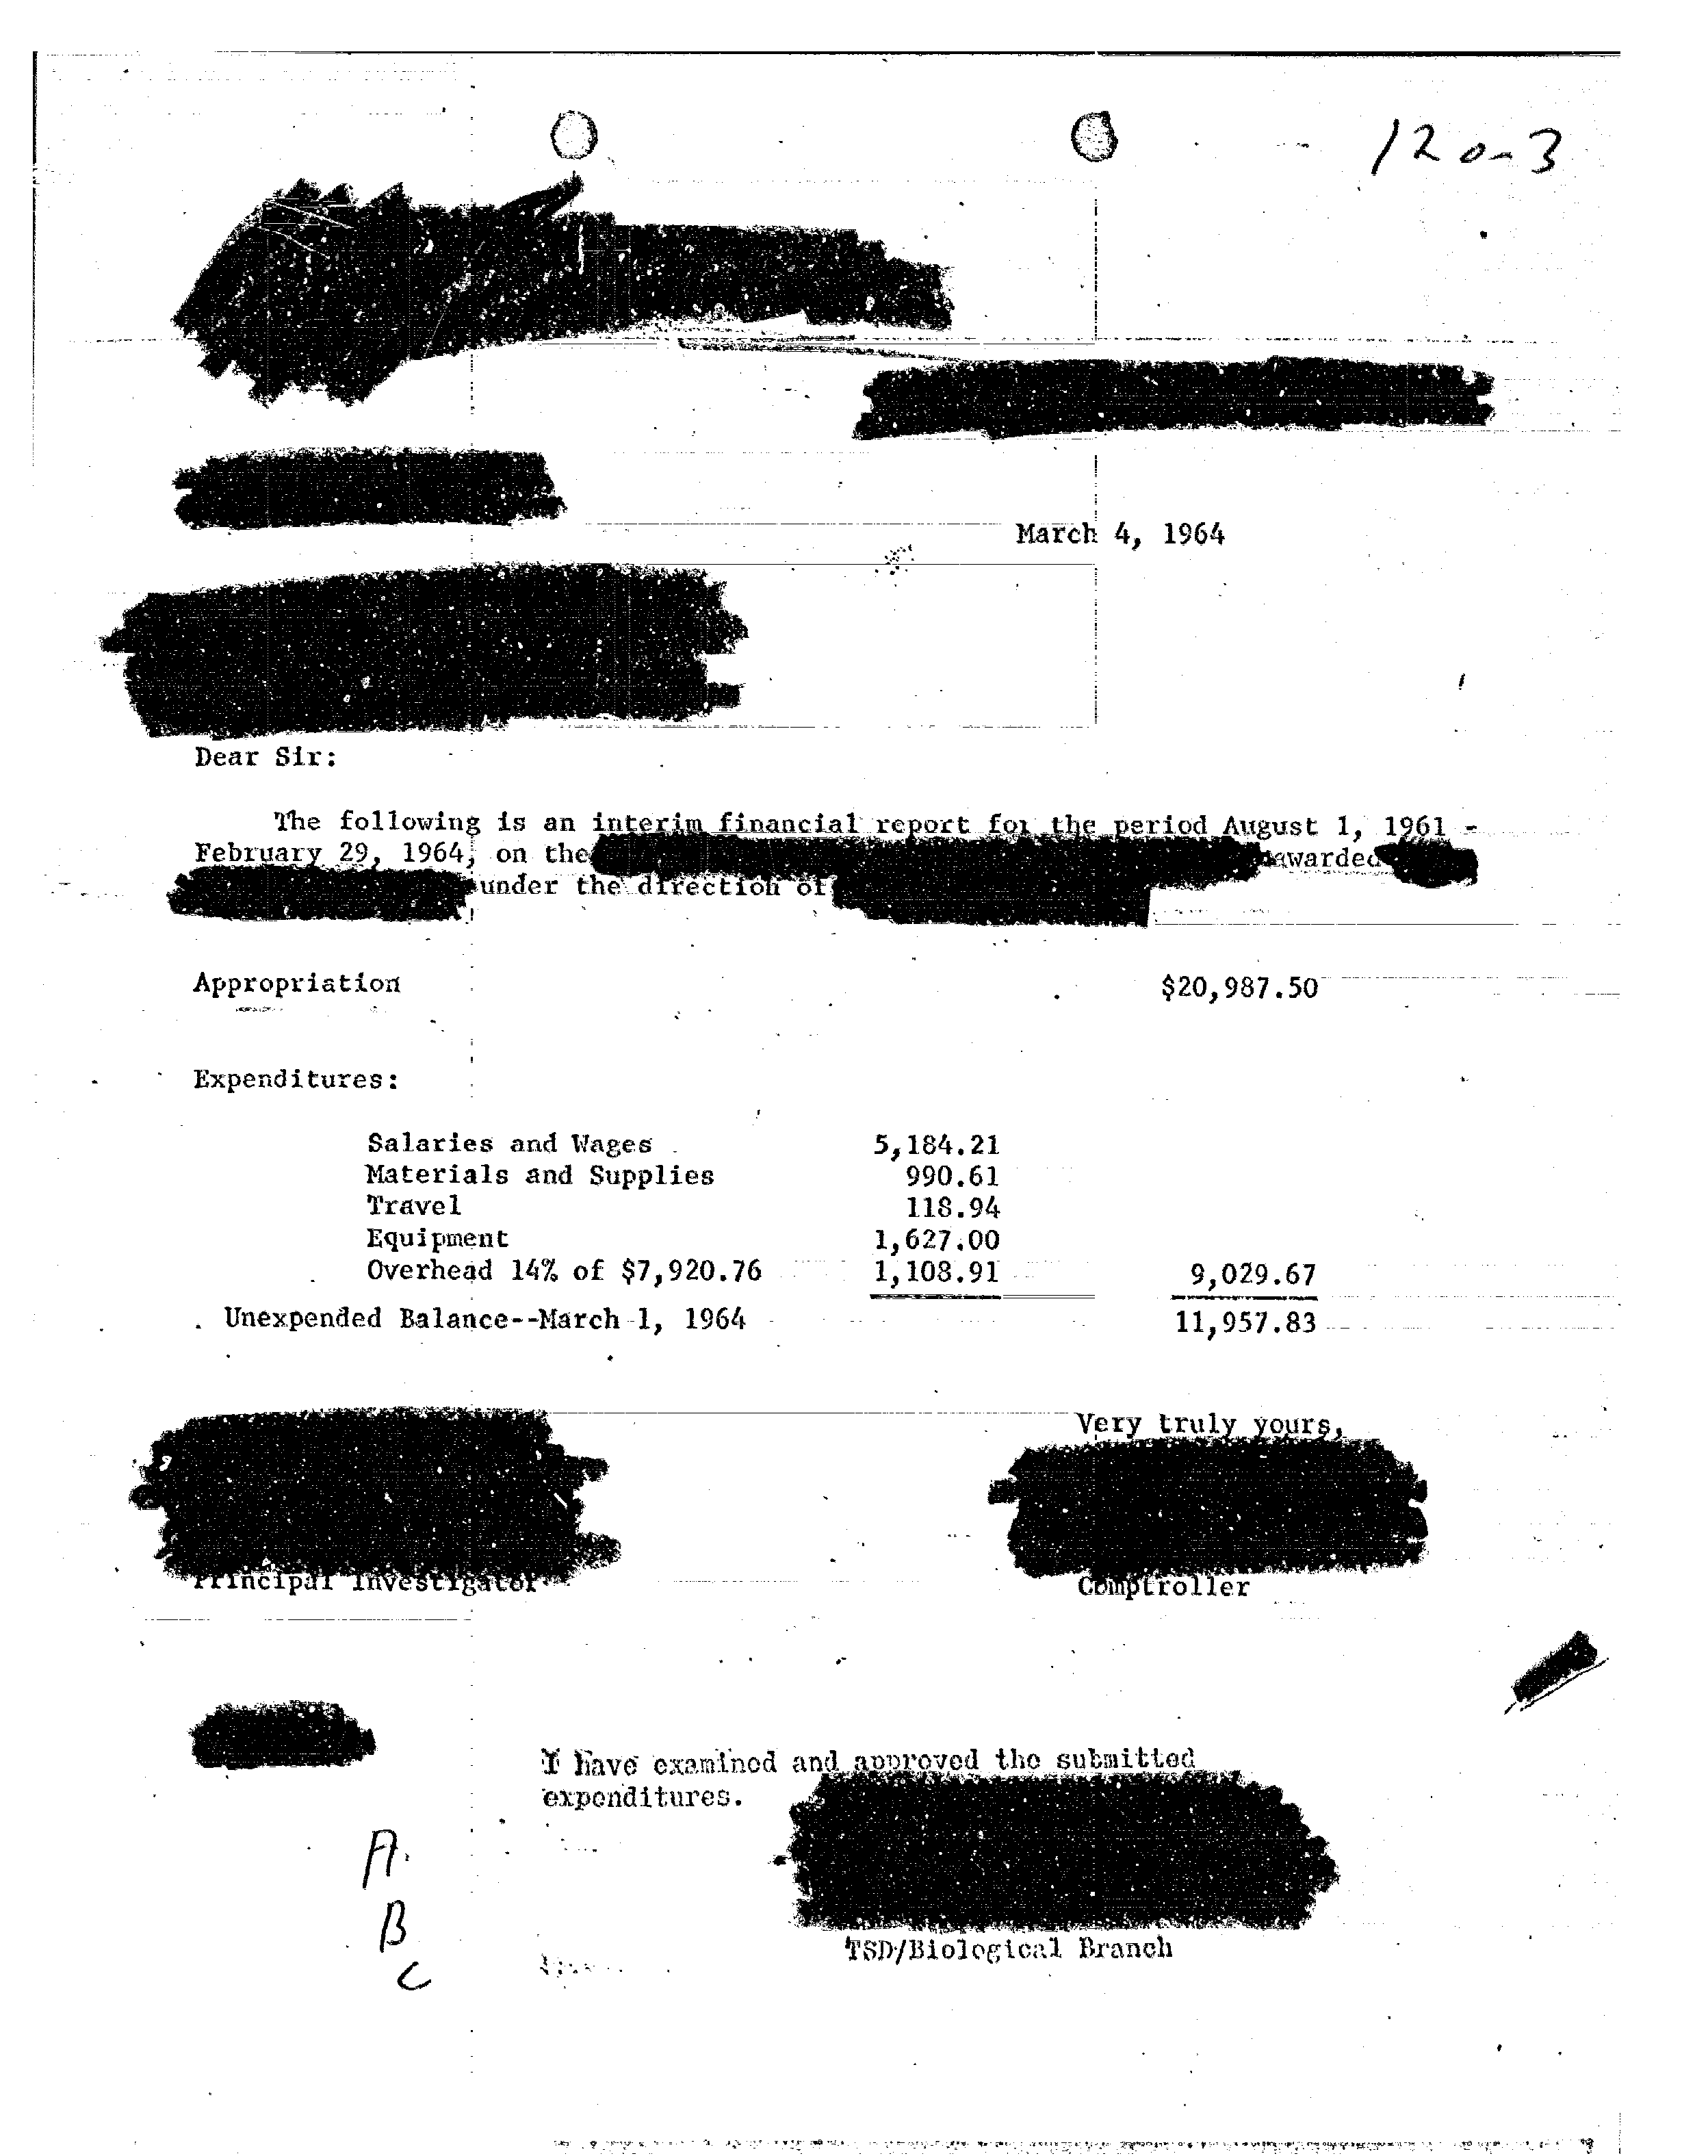 120-3
March 4, 1964
Dear Sir:
The following is an interim financial report for the period August 1, 1961 -
February 29, 1964, on the awarded
under the direction of
Appropriation $20,987.50
Expenditures:
Salaries and Wages 5,184.21
Materials and Supplies 990.61
Travel 118.94
Equipment 1,627.00
Overhead 14% of $7,920.76 1,108.91 9,029.67
Unexpended Balance--March 1, 1964 11,957.83
Very truly yours,
Principal Investigator Comptroller
I have examined and approved the submitted
expenditures.
A
B
C
TSD/Biological Branch